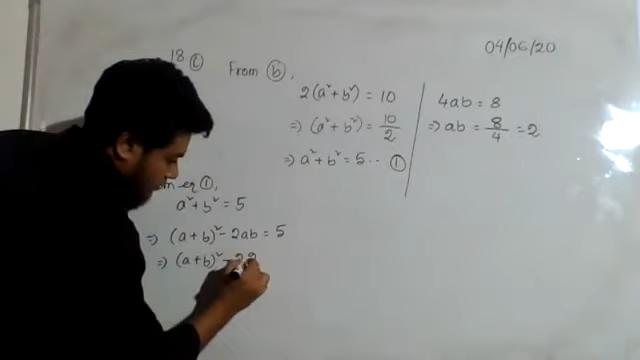 04/06/20
18 (c) From (b),
2(a²+b²) = 10
⇒ (a²+b²) = 10/2
⇒ a²+b² = 5 ·· (1)
4ab = 8
⇒ ab = 8/4 = 2
eq (1),
a²+b² = 5
⇒ (a+b)² - 2ab = 5
⇒ (a+b)² - 2.2